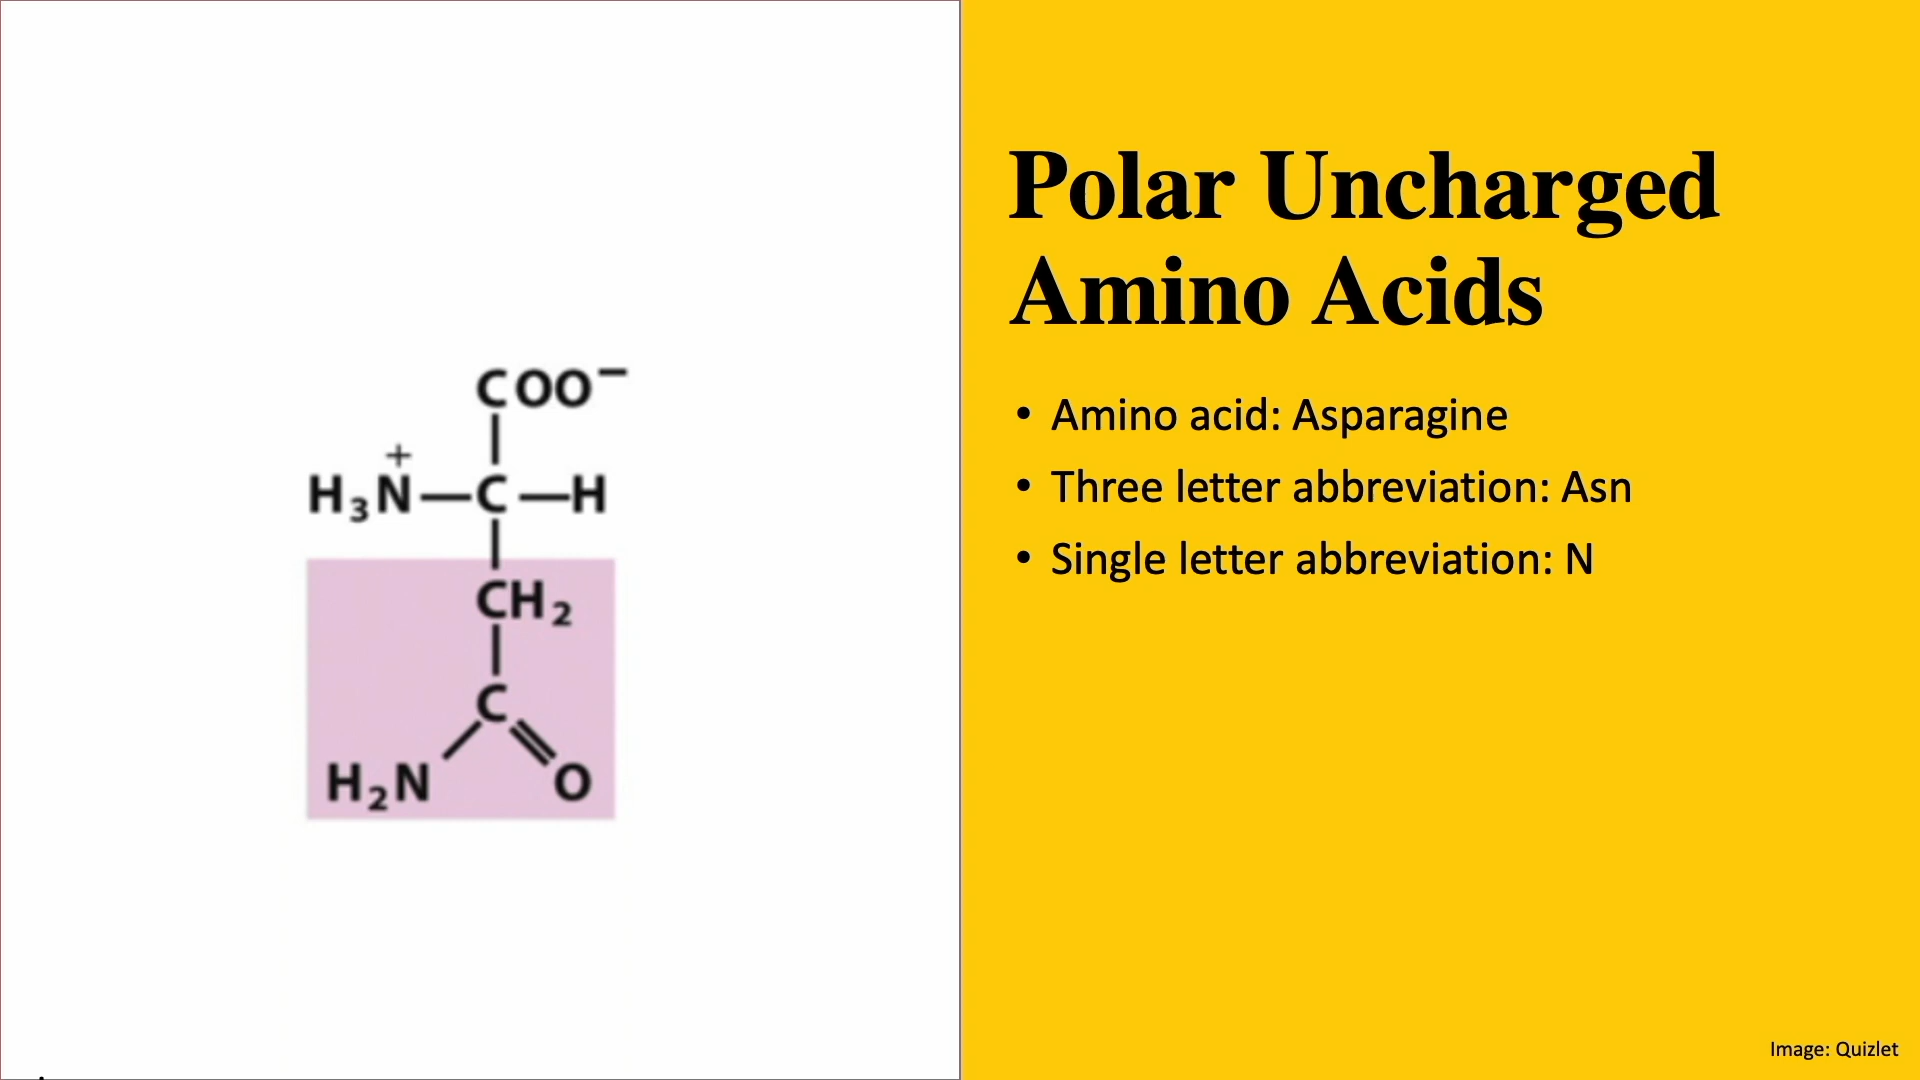 COO−
+
H3N—C—H
CH2
C
H2N O
Polar Uncharged
Amino Acids
• Amino acid: Asparagine
• Three letter abbreviation: Asn
• Single letter abbreviation: N
Image: Quizlet